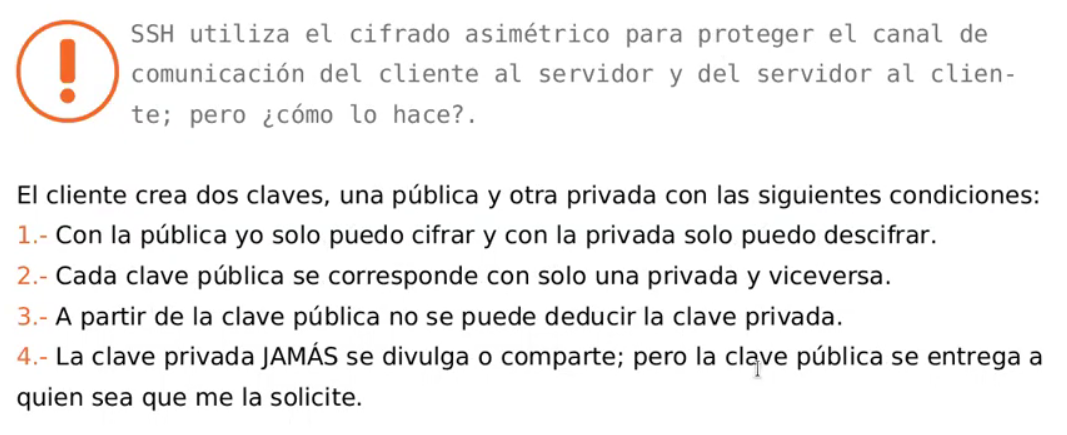 SSH utiliza el cifrado asimétrico para proteger el canal de
comunicación del cliente al servidor y del servidor al clien-
te; pero ¿cómo lo hace?.
El cliente crea dos claves, una pública y otra privada con las siguientes condiciones:
1.- Con la pública yo solo puedo cifrar y con la privada solo puedo descifrar.
2.- Cada clave pública se corresponde con solo una privada y viceversa.
3.- A partir de la clave pública no se puede deducir la clave privada.
4.- La clave privada JAMÁS se divulga o comparte; pero la clave pública se entrega a
quien sea que me la solicite.